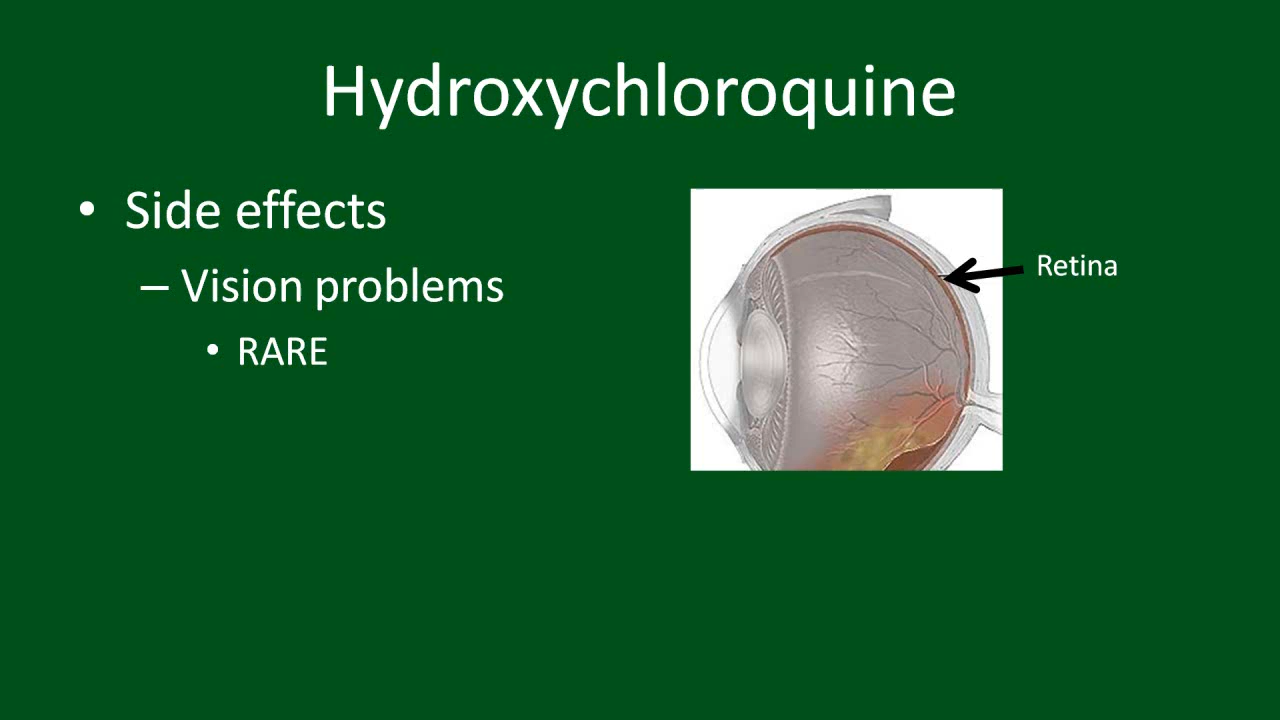 Hydroxychloroquine
• Side effects
– Vision problems
• RARE
Retina